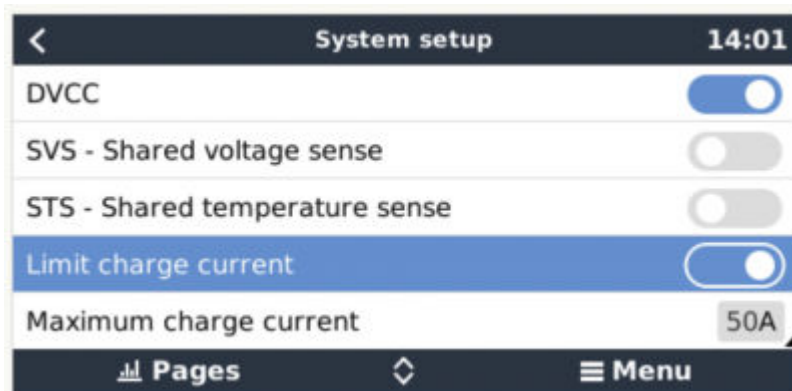 System setup 14:01
DVCC
SVS - Shared voltage sense
STS - Shared temperature sense
Limit charge current
Maximum charge current 50A
Pages Menu